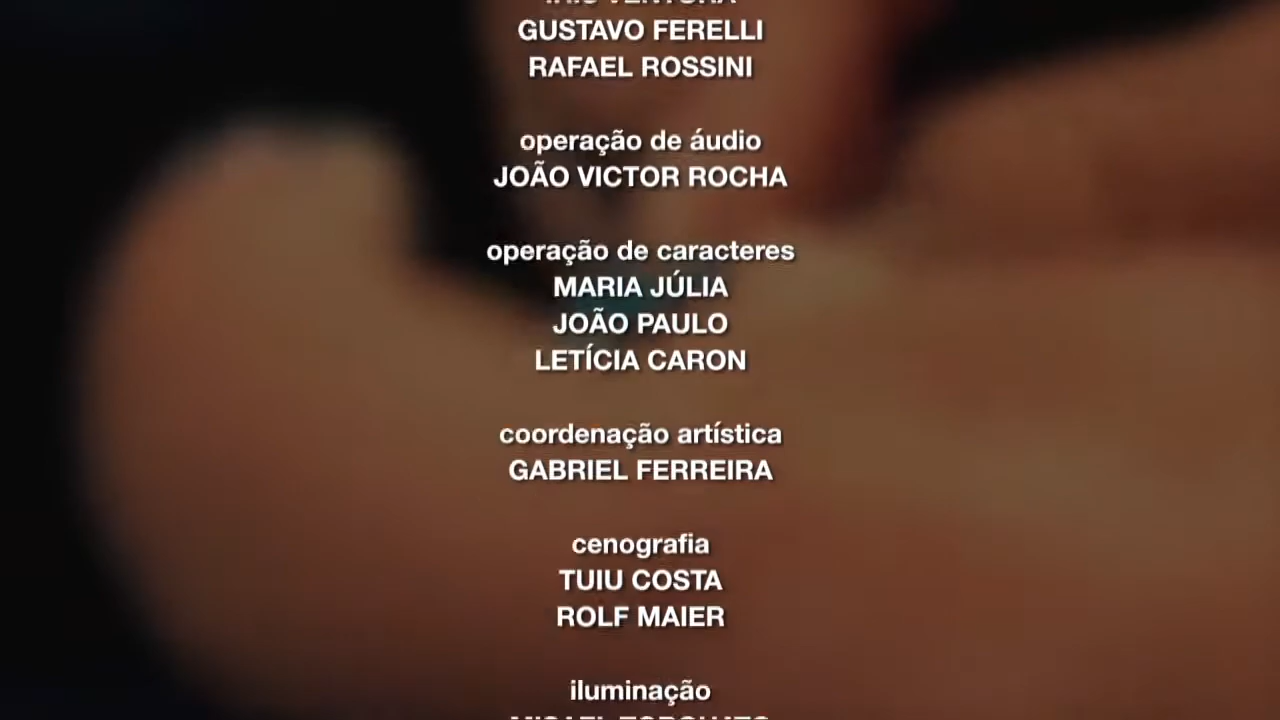 GUSTAVO FERELLI
RAFAEL ROSSINI
operação de áudio
JOÃO VICTOR ROCHA
operação de caracteres
MARIA JÚLIA
JOÃO PAULO
LETÍCIA CARON
coordenação artística
GABRIEL FERREIRA
cenografia
TUIU COSTA
ROLF MAIER
iluminação